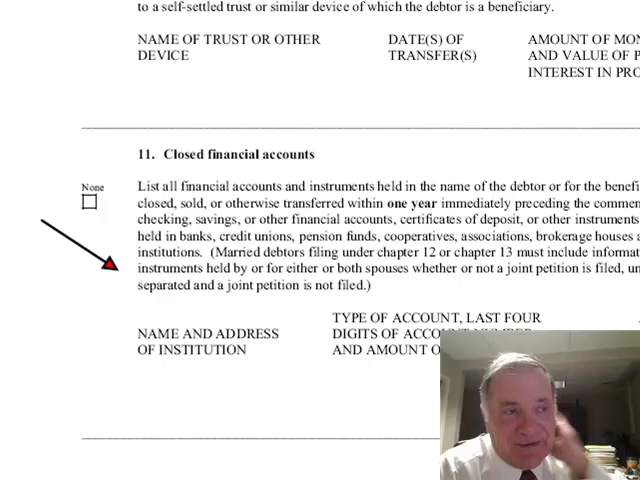 to a self-settled trust or similar device of which the debtor is a beneficiary.
NAME OF TRUST OR OTHER DEVICE
DATE(S) OF TRANSFER(S)
AMOUNT OF
AND VALUE OF
INTEREST IN
11. Closed financial accounts
None
List all financial accounts and instruments held in the name of the debtor or for the
closed, sold, or otherwise transferred within one year immediately preceding the
checking, savings, or other financial accounts, certificates of deposit, or other instruments
held in banks, credit unions, pension funds, cooperatives, associations, brokerage houses
institutions. (Married debtors filing under chapter 12 or chapter 13 must include
instruments held by or for either or both spouses whether or not a joint petition is filed,
separated and a joint petition is not filed.)
NAME AND ADDRESS
OF INSTITUTION
TYPE OF ACCOUNT, LAST FOUR
DIGITS OF ACCOUNT NUMBER
AND AMOUNT